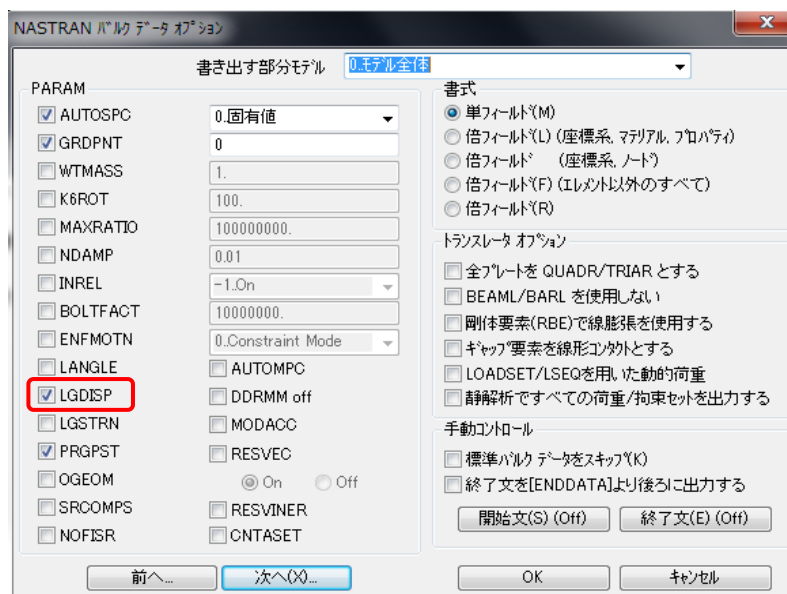 NASTRAN ﾊﾞﾙｸ ﾃﾞｰﾀ ｵﾌﾟｼｮﾝ
書き出す部分ﾓﾃﾞﾙ 0..ﾓﾃﾞﾙ全体
PARAM
AUTOSPC 0..固有値
GRDPNT 0
WTMASS 1.
K6ROT 100.
MAXRATIO 100000000.
NDAMP 0.01
INREL -1..On
BOLTFACT 10000000.
ENFMOTN 0..Constraint Mode
LANGLE AUTOMPC
LGDISP DDRMM off
LGSTRN MODACC
PRGPST RESVEC
OGEOM On Off
SRCOMPS RESVINER
NOFISR CNTASET
書式
単ﾌｨｰﾙﾄﾞ(M)
倍ﾌｨｰﾙﾄﾞ(L) (座標系, ﾏﾃﾘｱﾙ, ﾌﾟﾛﾊﾟﾃｨ)
倍ﾌｨｰﾙﾄﾞ (座標系, ﾉｰﾄﾞ)
倍ﾌｨｰﾙﾄﾞ(F) (ｴﾚﾒﾝﾄ以外のすべて)
倍ﾌｨｰﾙﾄﾞ(R)
ﾄﾗﾝｽﾚｰﾀ ｵﾌﾟｼｮﾝ
全ﾌﾟﾚｰﾄを QUADR/TRIAR とする
BEAML/BARL を使用しない
剛体要素(RBE)で線膨張を使用する
ｷﾞｬｯﾌﾟ要素を線形ｺﾝﾀｸﾄとする
LOADSET/LSEQを用いた動的荷重
静解析ですべての荷重/拘束セットを出力する
手動ｺﾝﾄﾛｰﾙ
標準ﾊﾞﾙｸ ﾃﾞｰﾀをｽｷｯﾌﾟ(K)
終了文を[ENDDATA]より後ろに出力する
開始文(S) (Off) 終了文(E) (Off)
前へ... 次へ(X)... OK ｷｬﾝｾﾙ